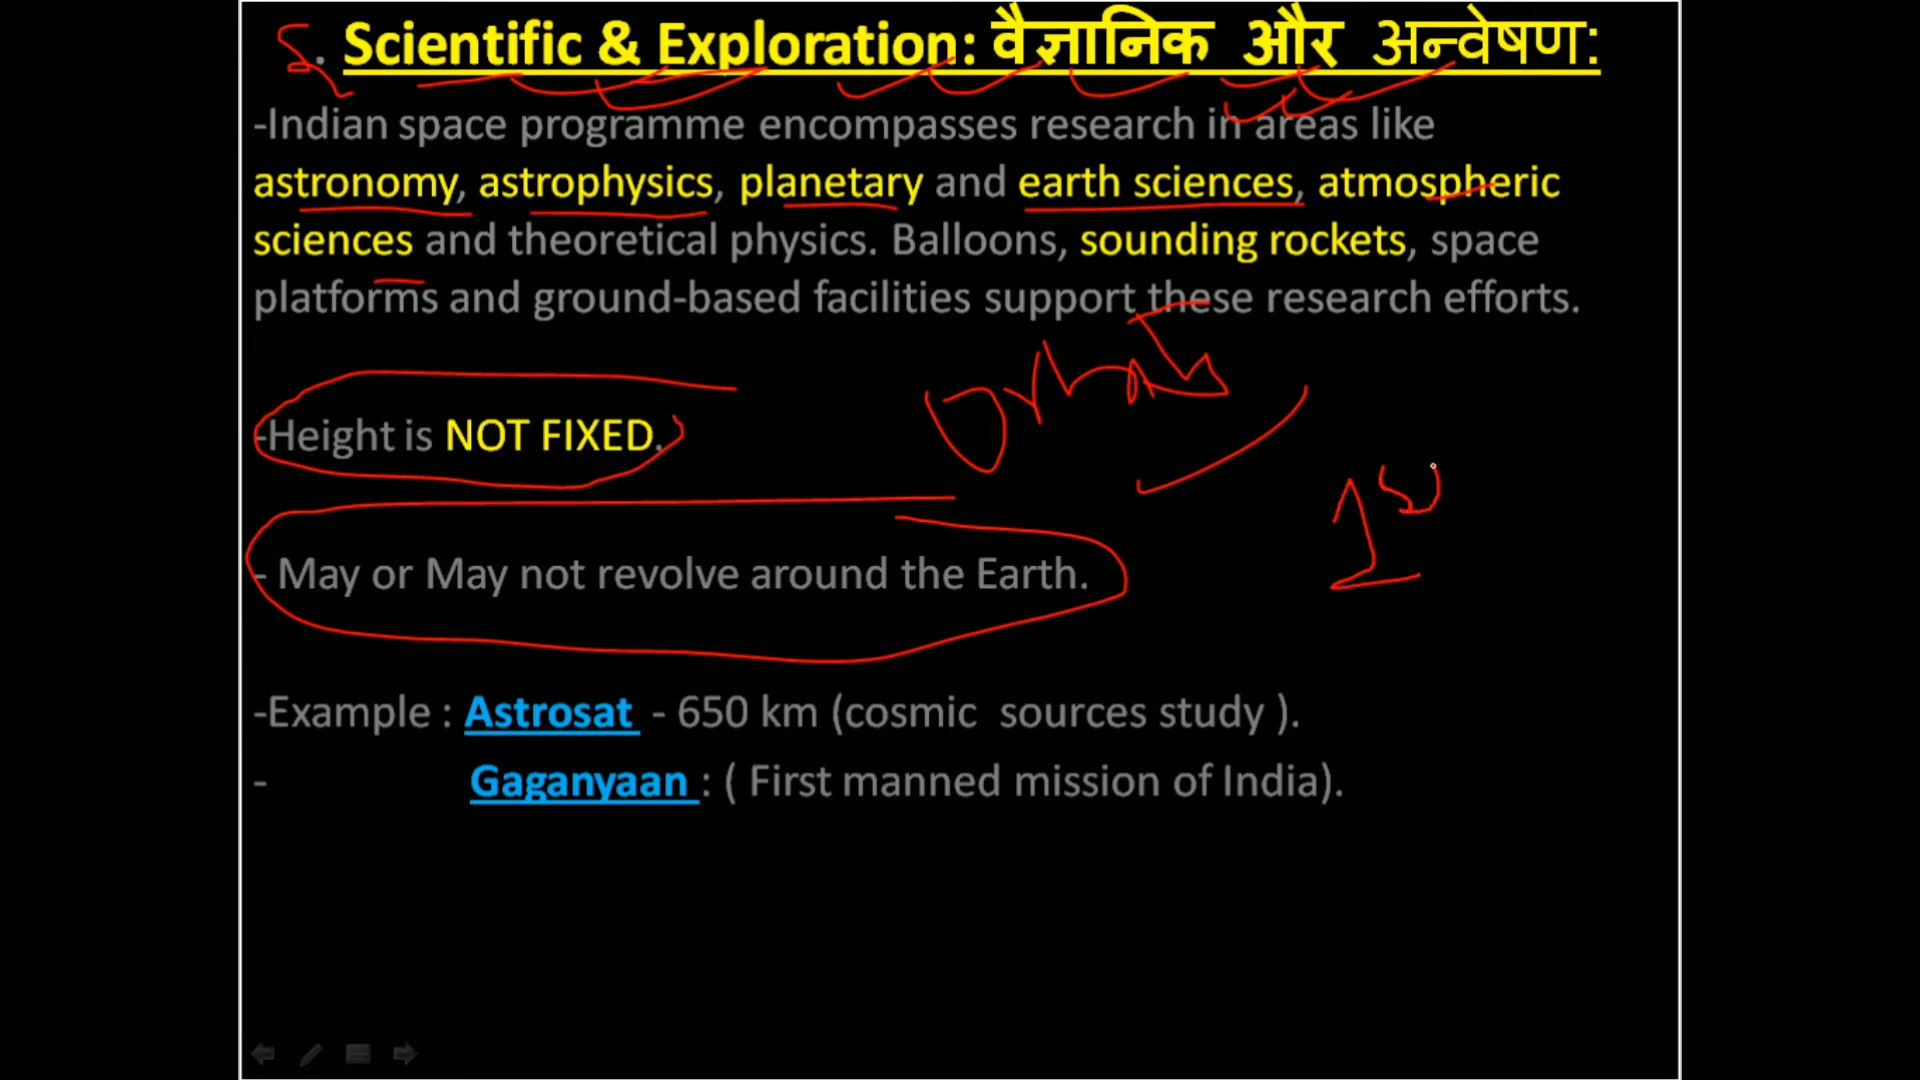 5. Scientific & Exploration: वैज्ञानिक और अन्वेषण:
-Indian space programme encompasses research in areas like
astronomy, astrophysics, planetary and earth sciences, atmospheric
sciences and theoretical physics. Balloons, sounding rockets, space
platforms and ground-based facilities support these research efforts.
-Height is NOT FIXED.
- May or May not revolve around the Earth.
-Example : Astrosat - 650 km (cosmic sources study ).
- Gaganyaan : ( First manned mission of India).